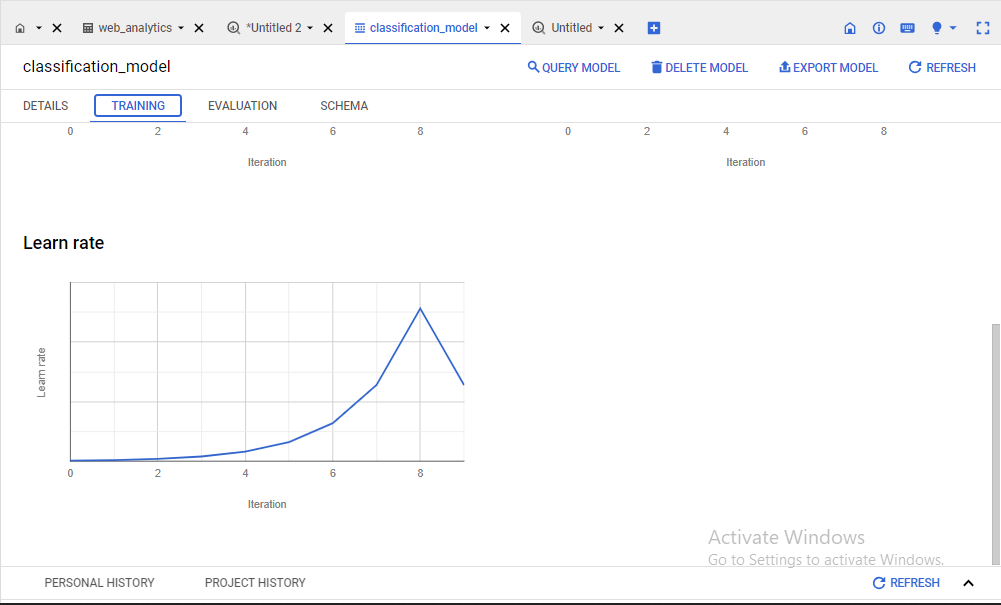 web_analytics *Untitled 2 classification_model Untitled
classification_model QUERY MODEL DELETE MODEL EXPORT MODEL REFRESH
DETAILS TRAINING EVALUATION SCHEMA
0 2 4 6 8 0 2 4 6 8
Iteration Iteration
Learn rate
Learn rate
0 2 4 6 8
Iteration
Activate Windows
Go to Settings to activate Windows.
PERSONAL HISTORY PROJECT HISTORY REFRESH